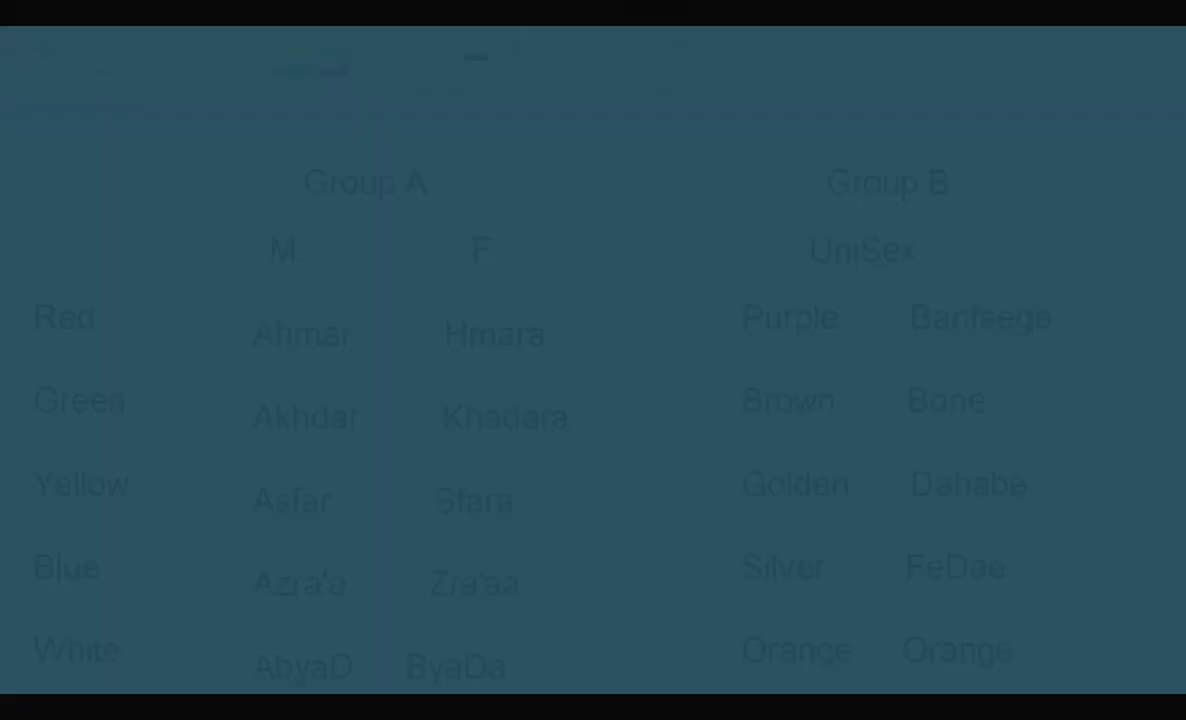 Group A Group B
M F UniSex
Red Ahmar Hmara Purple Banfsege
Green Akhdar Khadara Brown Bone
Yellow Asfar Sfara Golden Dahabe
Blue Azra'a Zra'aa Silver FeDae
White AbyaD ByaDa Orange Orange